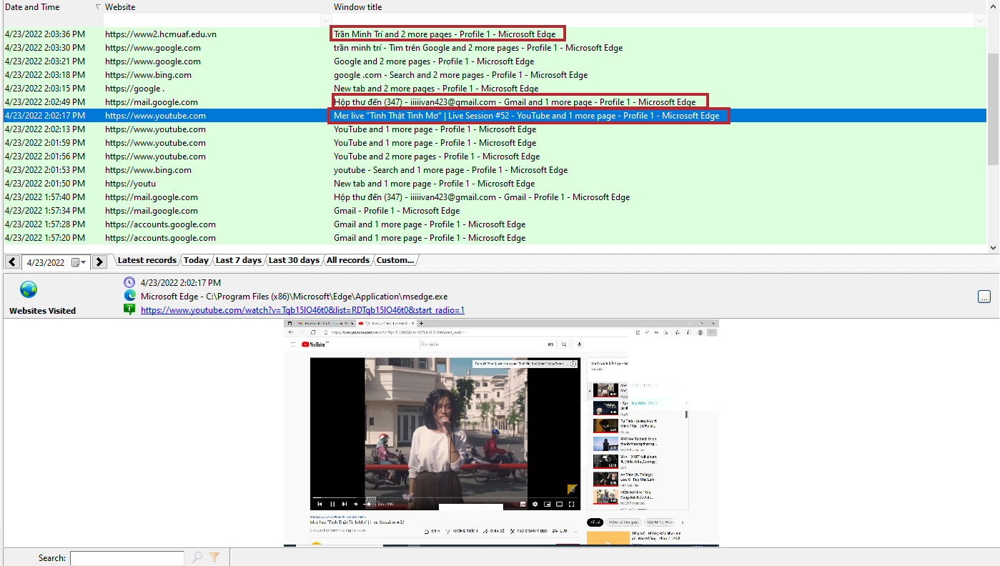 Date and Time Website Window title
4/23/2022 2:03:36 PM https://www2.hcmuaf.edu.vn Trần Minh Trí and 2 more pages - Profile 1 - Microsoft Edge
4/23/2022 2:03:30 PM https://www.google.com trần minh trí - Tìm trên Google and 2 more pages - Profile 1 - Microsoft Edge
4/23/2022 2:03:21 PM https://www.google.com Google and 2 more pages - Profile 1 - Microsoft Edge
4/23/2022 2:03:18 PM https://www.bing.com google .com - Search and 2 more pages - Profile 1 - Microsoft Edge
4/23/2022 2:03:15 PM https://google . New tab and 2 more pages - Profile 1 - Microsoft Edge
4/23/2022 2:02:49 PM https://mail.google.com Hộp thư đến (347) - iiiiivan423@gmail.com - Gmail and 1 more page - Profile 1 - Microsoft Edge
4/23/2022 2:02:17 PM https://www.youtube.com Mer live "Tình Thật Tình Mơ" | Live Session #52 - YouTube and 1 more page - Profile 1 - Microsoft Edge
4/23/2022 2:02:13 PM https://www.youtube.com YouTube and 1 more page - Profile 1 - Microsoft Edge
4/23/2022 2:01:59 PM https://www.youtube.com YouTube and 1 more page - Profile 1 - Microsoft Edge
4/23/2022 2:01:56 PM https://www.youtube.com YouTube and 2 more pages - Profile 1 - Microsoft Edge
4/23/2022 2:01:53 PM https://www.bing.com youtube - Search and 1 more page - Profile 1 - Microsoft Edge
4/23/2022 2:01:50 PM https://youtu New tab and 1 more page - Profile 1 - Microsoft Edge
4/23/2022 1:57:40 PM https://mail.google.com Hộp thư đến (347) - iiiiivan423@gmail.com - Gmail - Profile 1 - Microsoft Edge
4/23/2022 1:57:34 PM https://mail.google.com Gmail - Profile 1 - Microsoft Edge
4/23/2022 1:57:28 PM https://accounts.google.com Gmail and 1 more page - Profile 1 - Microsoft Edge
4/23/2022 1:57:20 PM https://accounts.google.com Gmail and 1 more page - Profile 1 - Microsoft Edge
4/23/2022 Latest records Today Last 7 days Last 30 days All records Custom...
4/23/2022 2:02:17 PM
Microsoft Edge - C:\Program Files (x86)\Microsoft\Edge\Application\msedge.exe
...
Websites Visited
https://www.youtube.com/watch?v=Tqb15lO46t0&list=RDTqb15lO46t0&start_radio=1
YouTube
Tìm kiếm
Mer live "Tình Thật Tình Mơ" | Live Session #52
KHÔNG THÍCH CHIA SẺ TẠO ĐOẠN VIDEO LƯU
Tất cả
Search: